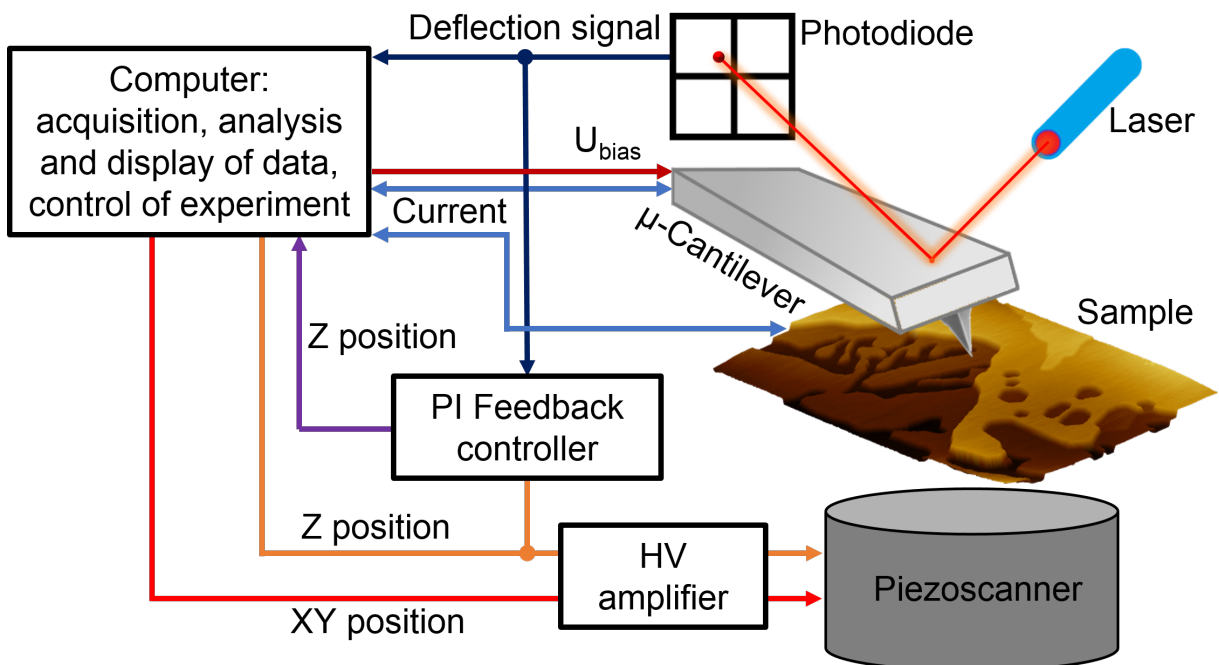 Deflection signal
Photodiode
Computer:
acquisition, analysis
and display of data,
control of experiment
Laser
U_bias
Current
μ-Cantilever
Sample
Z position
PI Feedback
controller
Z position
HV
amplifier
Piezoscanner
XY position